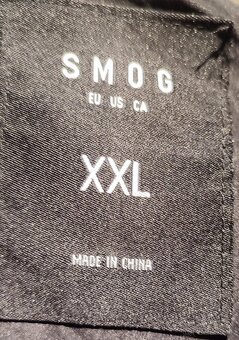 SMOG
EU US CA
XXL
MADE IN CHINA